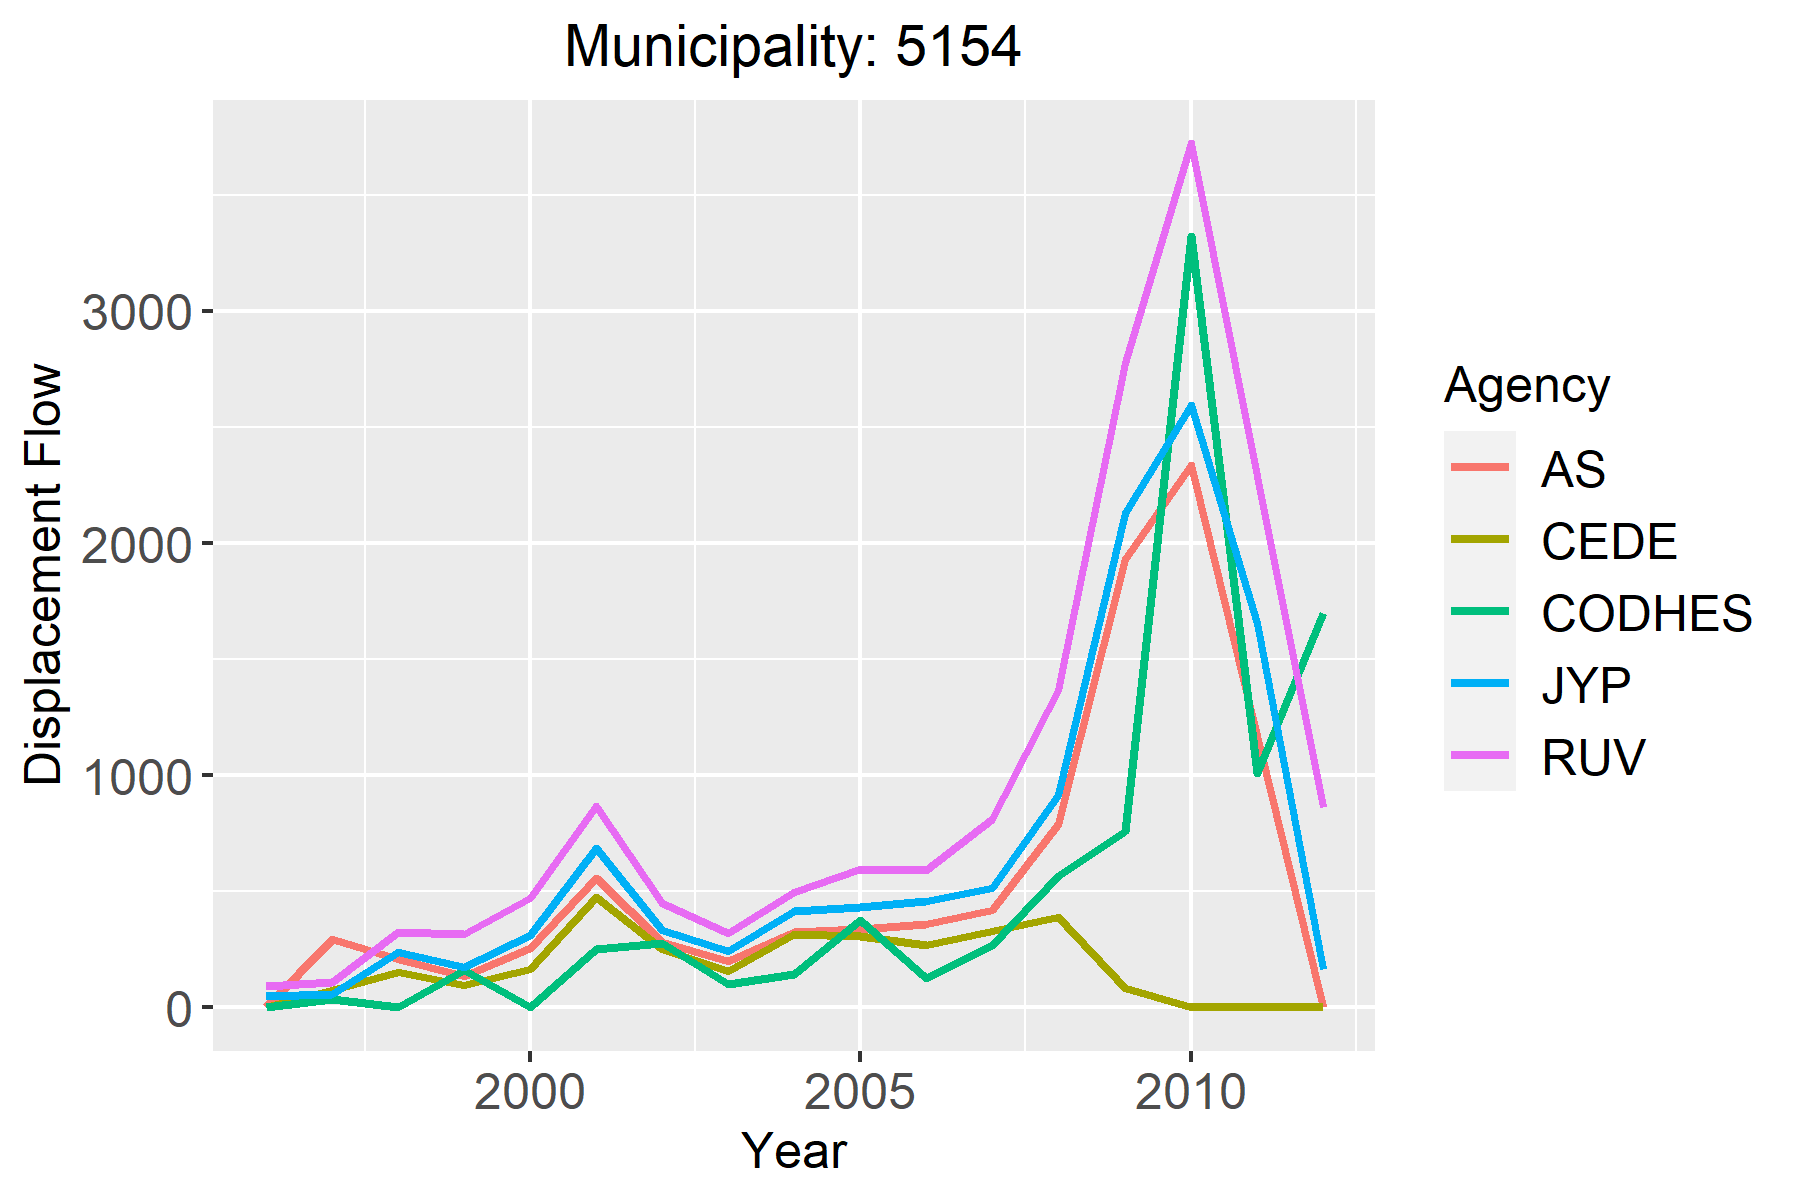 Municipality: 5154
Displacement Flow
3000
2000
1000
0
2000 2005 2010
Year
Agency
AS
CEDE
CODHES
JYP
RUV